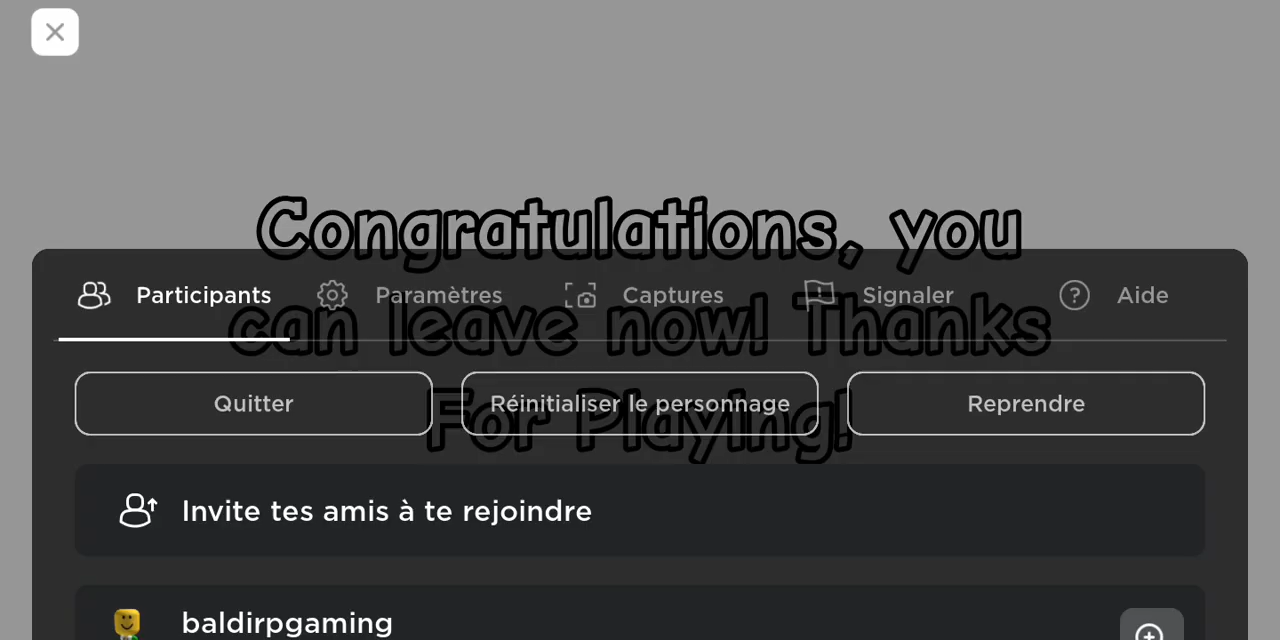 Congratulations, you
can leave now! Thanks
For Playing!
Participants Paramètres Captures Signaler Aide
Quitter Réinitialiser le personnage Reprendre
Invite tes amis à te rejoindre
baldirpgaming